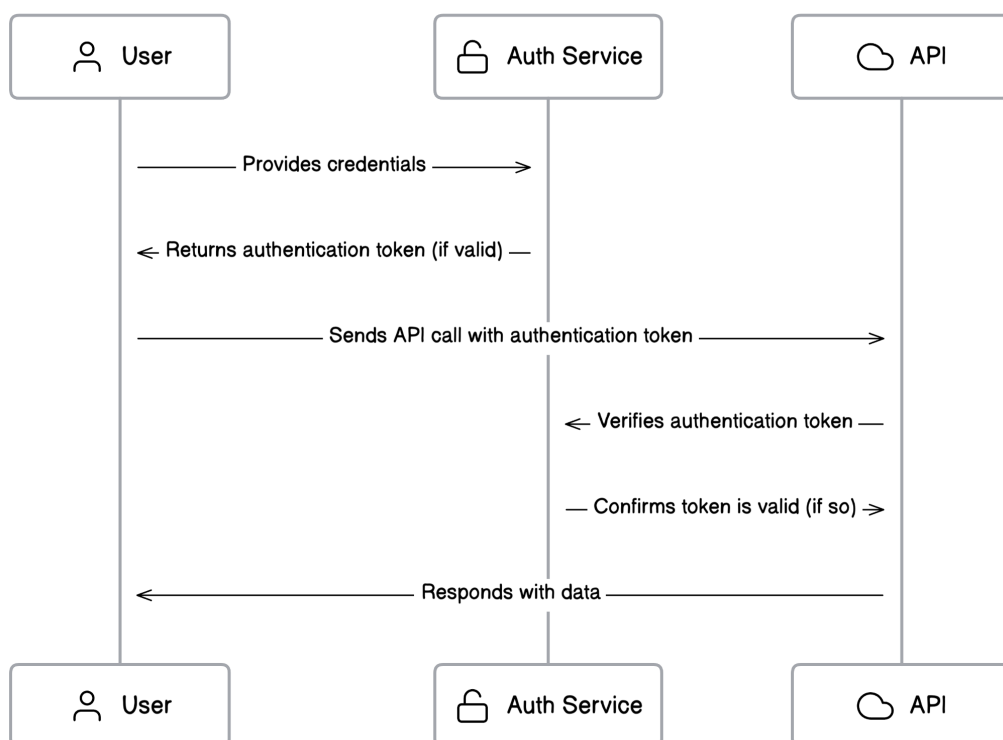 User
Auth Service
API
Provides credentials
Returns authentication token (if valid)
Sends API call with authentication token
Verifies authentication token
Confirms token is valid (if so)
Responds with data
User
Auth Service
API